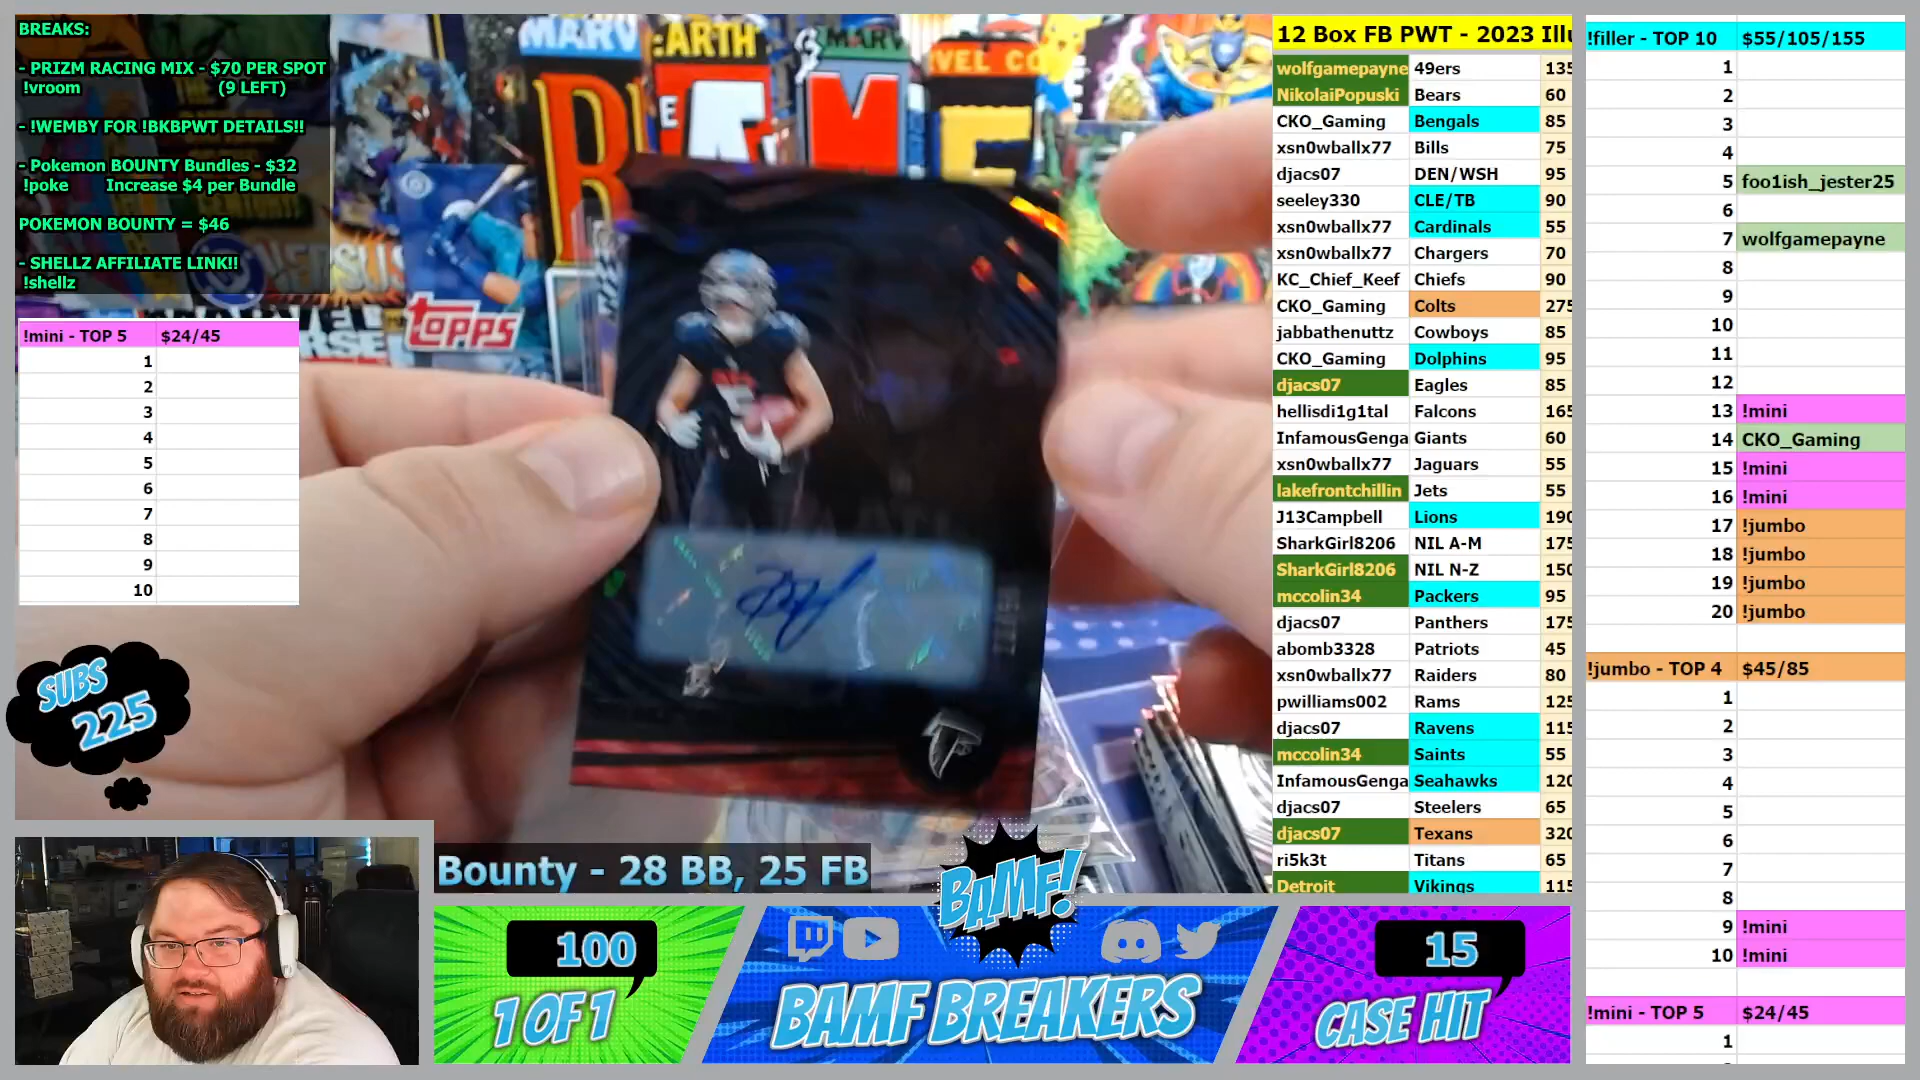 BREAKS:
- PRIZM RACING MIX - $70 PER SPOT
!vroom (9 LEFT)
- !WEMBY FOR !BKBPWT DETAILS!!
- Pokemon BOUNTY Bundles - $32
!poke Increase $4 per Bundle
POKEMON BOUNTY = $46
- SHELLZ AFFILIATE LINK!!
!shellz
!mini - TOP 5 $24/45
1
2
3
4
5
6
7
8
9
10
SUBS
225
MARV
EARTH
MARV
VEL CO
BAME
topps
Bounty - 28 BB, 25 FB
BAMF!
100
1 OF 1
BAMF BREAKERS
15
CASE HIT
12 Box FB PWT - 2023 Illu
wolfgamepayne 49ers 135
NikolaiPopuski Bears 60
CKO_Gaming Bengals 85
xsn0wballx77 Bills 75
djacs07 DEN/WSH 95
seeley330 CLE/TB 90
xsn0wballx77 Cardinals 55
xsn0wballx77 Chargers 70
KC_Chief_Keef Chiefs 90
CKO_Gaming Colts 275
jabbathenuttz Cowboys 85
CKO_Gaming Dolphins 95
djacs07 Eagles 85
hellisdi1g1tal Falcons 165
InfamousGenga Giants 60
xsn0wballx77 Jaguars 55
lakefrontchillin Jets 55
J13Campbell Lions 190
SharkGirl8206 NIL A-M 175
SharkGirl8206 NIL N-Z 150
mccolin34 Packers 95
djacs07 Panthers 175
abomb3328 Patriots 45
xsn0wballx77 Raiders 80
pwilliams002 Rams 125
djacs07 Ravens 115
mccolin34 Saints 55
InfamousGenga Seahawks 120
djacs07 Steelers 65
djacs07 Texans 320
ri5k3t Titans 65
Detroit Vikings 115
!filler - TOP 10 $55/105/155
1
2
3
4
5 foo1ish_jester25
6
7 wolfgamepayne
8
9
10
11
12
13 !mini
14 CKO_Gaming
15 !mini
16 !mini
17 !jumbo
18 !jumbo
19 !jumbo
20 !jumbo
!jumbo - TOP 4 $45/85
1
2
3
4
5
6
7
8
9 !mini
10 !mini
!mini - TOP 5 $24/45
1